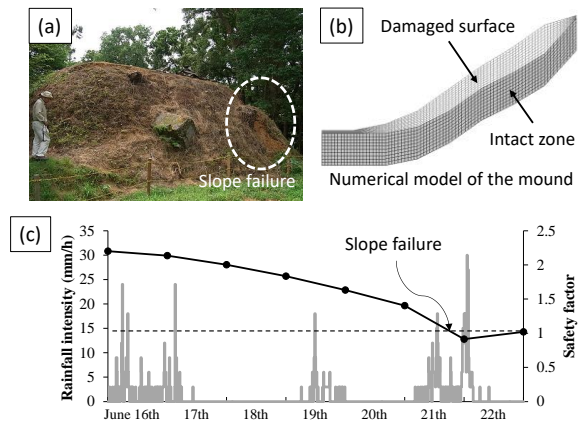 (a)
Slope failure
(b)
Damaged surface
Intact zone
Numerical model of the mound
(c)
Slope failure
Rainfall intensity (mm/h)
35
30
25
20
15
10
5
0
2.5
2
1.5
1
0.5
0
Safety factor
June 16th 17th 18th 19th 20th 21th 22th